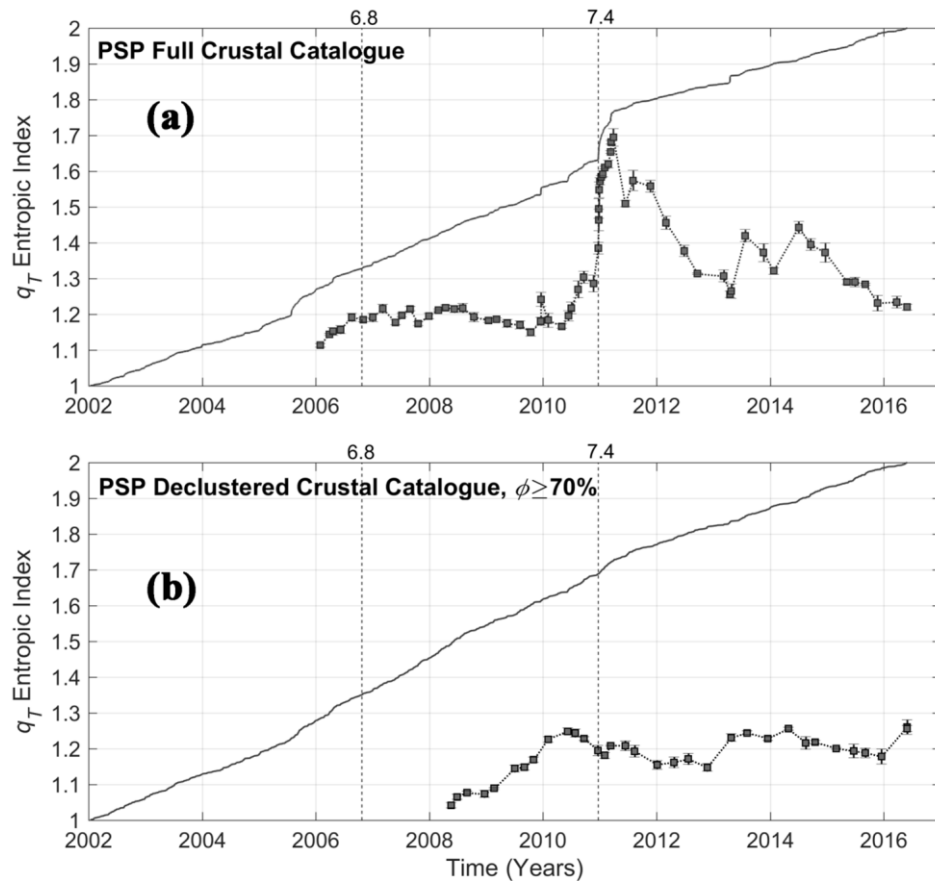 6.8 7.4
2
PSP Full Crustal Catalogue
1.9
1.8
(a)
1.7
1.6
1.5
1.4
1.3
1.2
1.1
1
q_T Entropic Index
2002 2004 2006 2008 2010 2012 2014 2016
6.8 7.4
2
PSP Declustered Crustal Catalogue, ϕ≥70%
1.9
1.8
1.7
(b)
1.6
1.5
1.4
1.3
1.2
1.1
1
q_T Entropic Index
2002 2004 2006 2008 2010 2012 2014 2016
Time (Years)